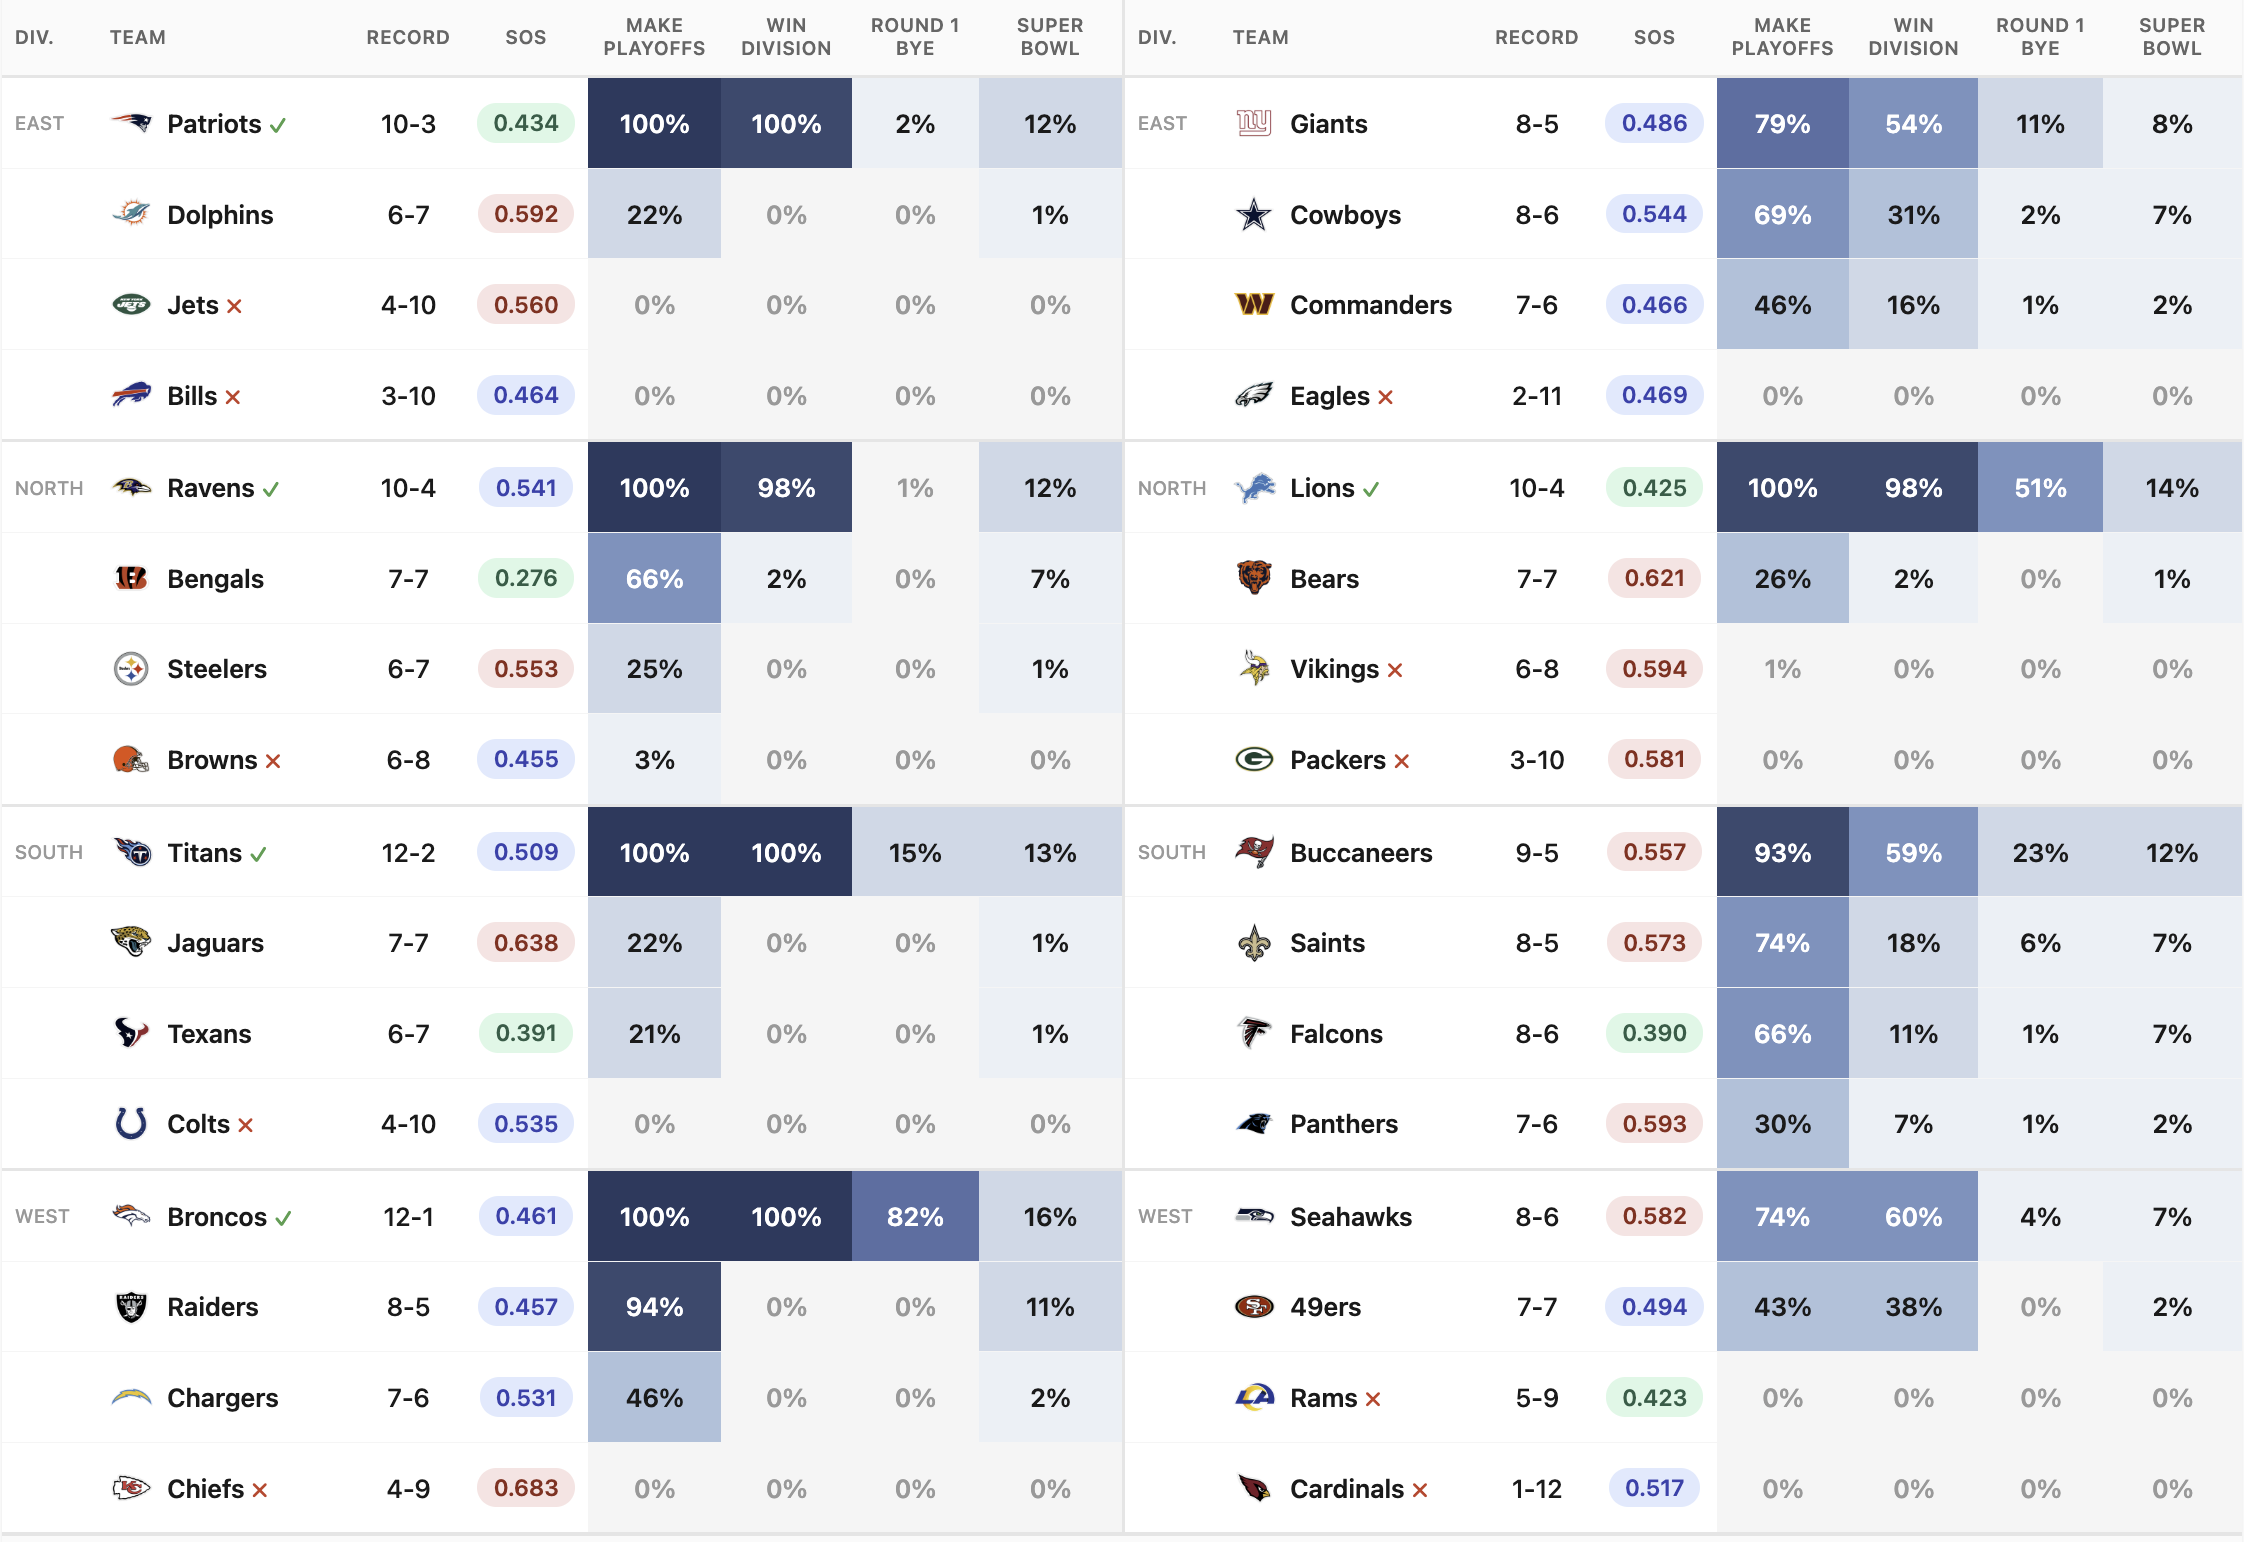 DIV. TEAM RECORD SOS MAKE PLAYOFFS WIN DIVISION ROUND 1 BYE SUPER BOWL
EAST Patriots ✓ 10-3 0.434 100% 100% 2% 12%
Dolphins 6-7 0.592 22% 0% 0% 1%
Jets ✕ 4-10 0.560 0% 0% 0% 0%
Bills ✕ 3-10 0.464 0% 0% 0% 0%
NORTH Ravens ✓ 10-4 0.541 100% 98% 1% 12%
Bengals 7-7 0.276 66% 2% 0% 7%
Steelers 6-7 0.553 25% 0% 0% 1%
Browns ✕ 6-8 0.455 3% 0% 0% 0%
SOUTH Titans ✓ 12-2 0.509 100% 100% 15% 13%
Jaguars 7-7 0.638 22% 0% 0% 1%
Texans 6-7 0.391 21% 0% 0% 1%
Colts ✕ 4-10 0.535 0% 0% 0% 0%
WEST Broncos ✓ 12-1 0.461 100% 100% 82% 16%
Raiders 8-5 0.457 94% 0% 0% 11%
Chargers 7-6 0.531 46% 0% 0% 2%
Chiefs ✕ 4-9 0.683 0% 0% 0% 0%
DIV. TEAM RECORD SOS MAKE PLAYOFFS WIN DIVISION ROUND 1 BYE SUPER BOWL
EAST Giants 8-5 0.486 79% 54% 11% 8%
Cowboys 8-6 0.544 69% 31% 2% 7%
Commanders 7-6 0.466 46% 16% 1% 2%
Eagles ✕ 2-11 0.469 0% 0% 0% 0%
NORTH Lions ✓ 10-4 0.425 100% 98% 51% 14%
Bears 7-7 0.621 26% 2% 0% 1%
Vikings ✕ 6-8 0.594 1% 0% 0% 0%
Packers ✕ 3-10 0.581 0% 0% 0% 0%
SOUTH Buccaneers 9-5 0.557 93% 59% 23% 12%
Saints 8-5 0.573 74% 18% 6% 7%
Falcons 8-6 0.390 66% 11% 1% 7%
Panthers 7-6 0.593 30% 7% 1% 2%
WEST Seahawks 8-6 0.582 74% 60% 4% 7%
49ers 7-7 0.494 43% 38% 0% 2%
Rams ✕ 5-9 0.423 0% 0% 0% 0%
Cardinals ✕ 1-12 0.517 0% 0% 0% 0%